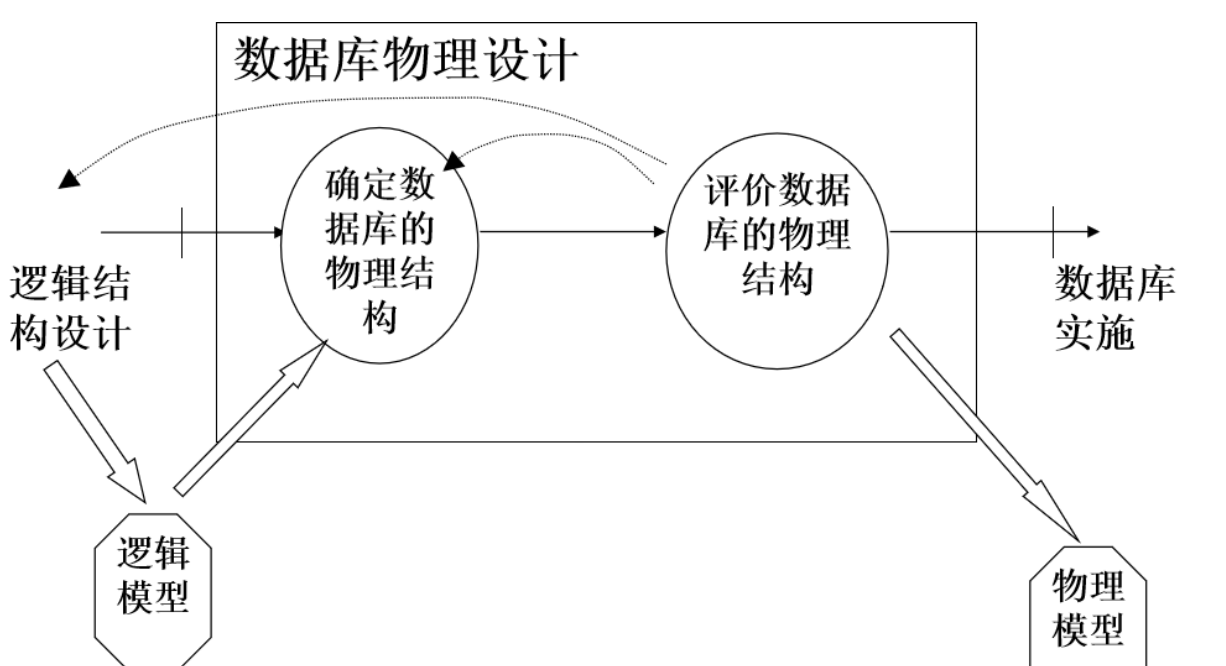 数据库物理设计
确定数
据库的
物理结
构
评价数据
库的物理
结构
逻辑结
构设计
数据库
实施
逻辑
模型
物理
模型